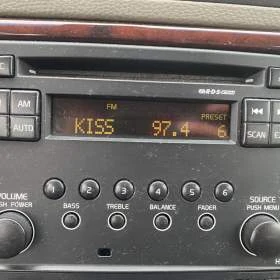 R·D·S
AM
FM
PRESET
AUTO
KISS 97.4 6
SCAN
1 2 3 4 5 6
VOLUME
PUSH POWER
BASS TREBLE BALANCE FADER
SOURCE
PUSH MENU